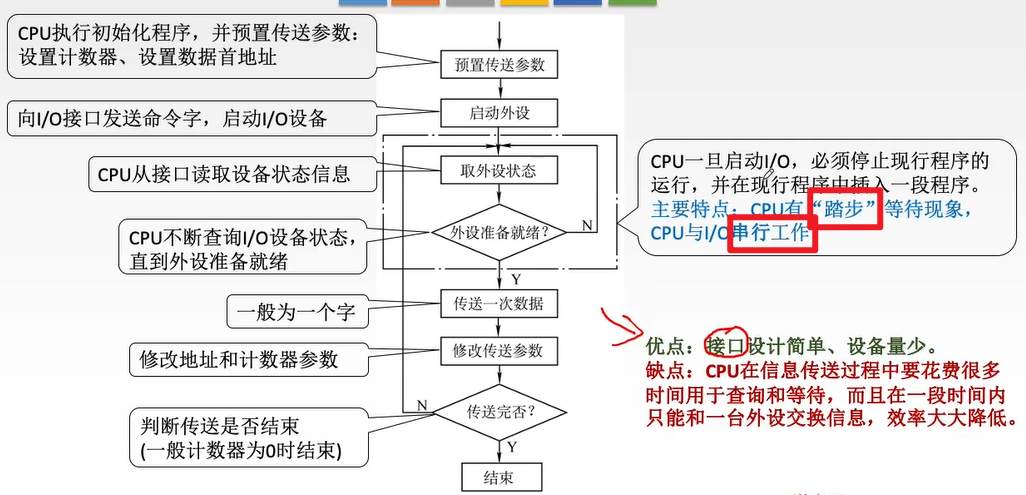 CPU执行初始化程序，并预置传送参数：
设置计数器、设置数据首地址
预置传送参数
向I/O接口发送命令字，启动I/O设备
启动外设
CPU从接口读取设备状态信息
取外设状态
CPU不断查询I/O设备状态，
直到外设准备就绪
外设准备就绪？
N
Y
CPU一旦启动I/O，必须停止现行程序的
运行，并在现行程序中插入一段程序。
主要特点：CPU有“踏步”等待现象，
CPU与I/O串行工作
一般为一个字
传送一次数据
修改地址和计数器参数
修改传送参数
判断传送是否结束
(一般计数器为0时结束)
N
传送完否？
Y
结束
优点：接口设计简单、设备量少。
缺点：CPU在信息传送过程中要花费很多
时间用于查询和等待，而且在一段时间内
只能和一台外设交换信息，效率大大降低。